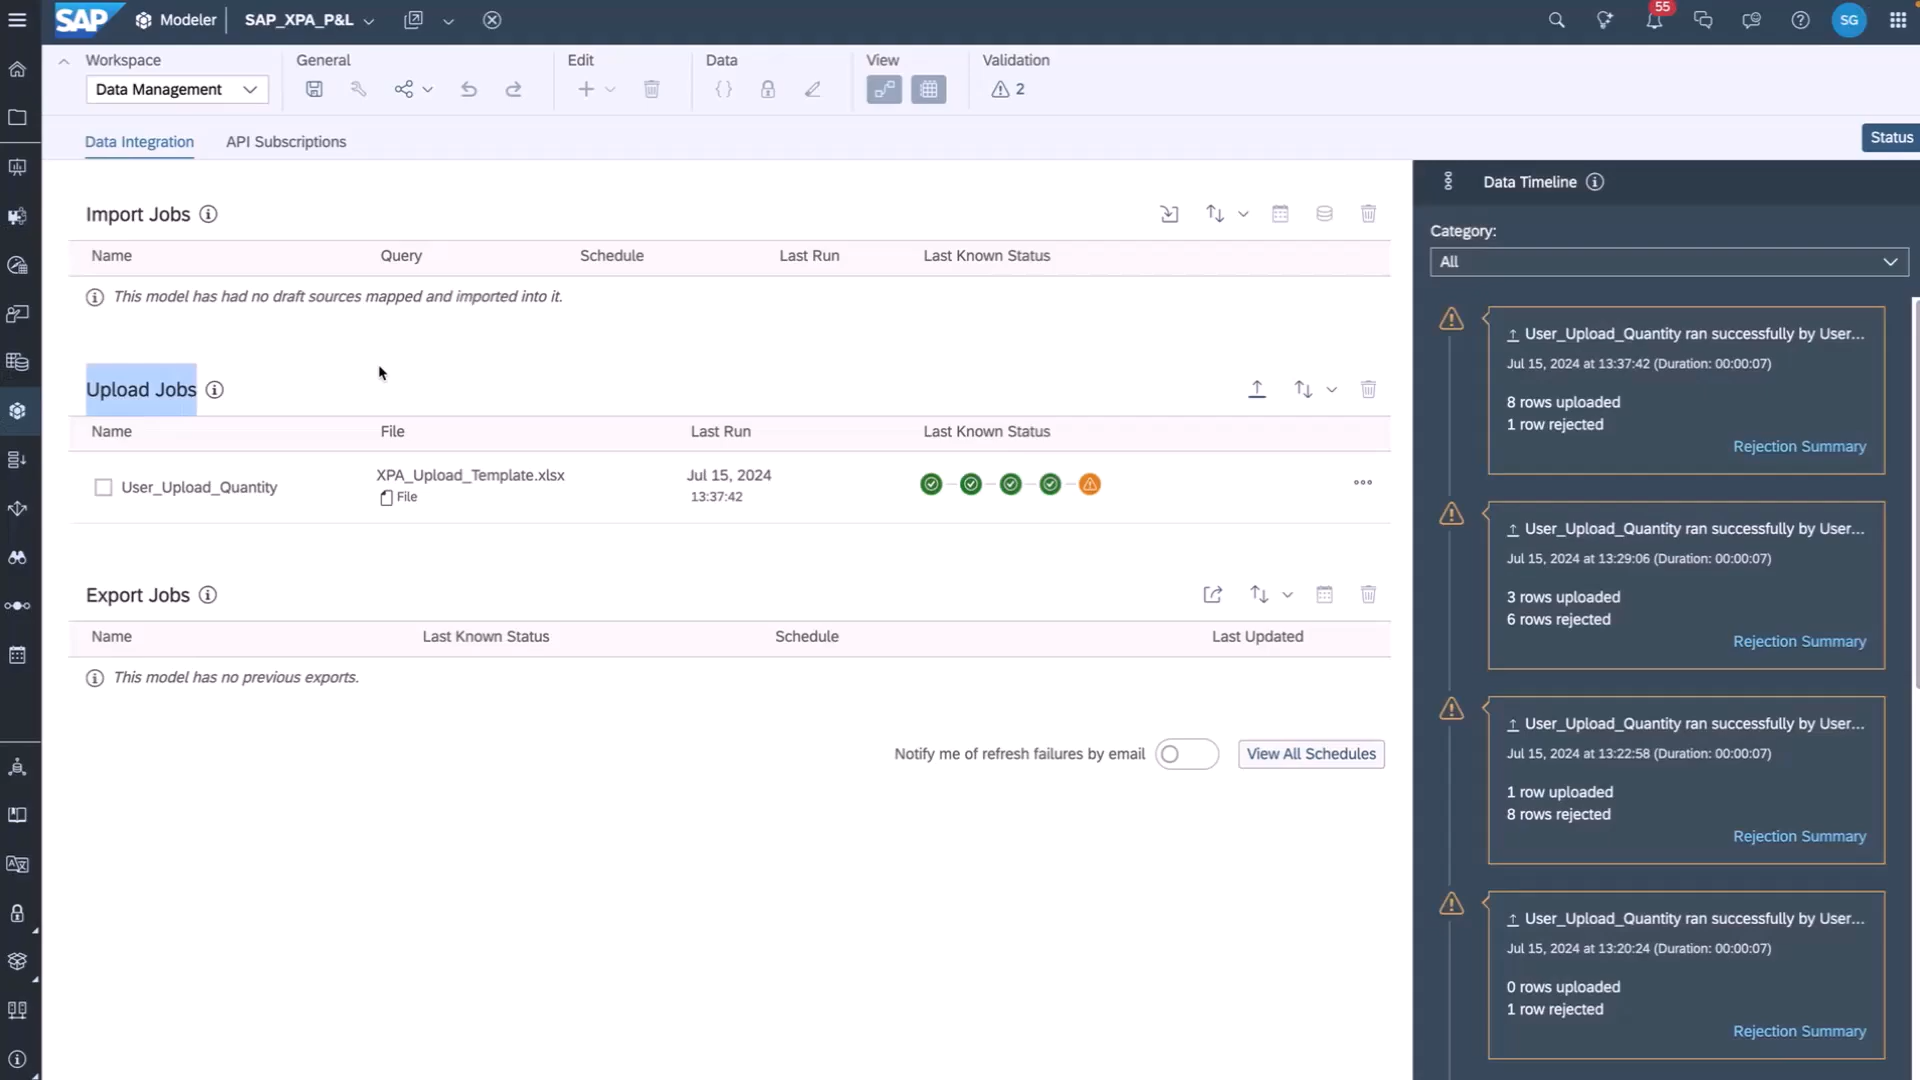 SAP Modeler SAP_XPA_P&L 55 SG
Workspace General Edit Data View Validation
Data Management 2
Data Integration API Subscriptions Status
Import Jobs
Name Query Schedule Last Run Last Known Status
This model has had no draft sources mapped and imported into it.
Upload Jobs
Name File Last Run Last Known Status
User_Upload_Quantity XPA_Upload_Template.xlsx Jul 15, 2024
File 13:37:42
Export Jobs
Name Last Known Status Schedule Last Updated
This model has no previous exports.
Notify me of refresh failures by email View All Schedules
Data Timeline
Category:
All
User_Upload_Quantity ran successfully by User...
Jul 15, 2024 at 13:37:42 (Duration: 00:00:07)
8 rows uploaded
1 row rejected
Rejection Summary
User_Upload_Quantity ran successfully by User...
Jul 15, 2024 at 13:29:06 (Duration: 00:00:07)
3 rows uploaded
6 rows rejected
Rejection Summary
User_Upload_Quantity ran successfully by User...
Jul 15, 2024 at 13:22:58 (Duration: 00:00:07)
1 row uploaded
8 rows rejected
Rejection Summary
User_Upload_Quantity ran successfully by User...
Jul 15, 2024 at 13:20:24 (Duration: 00:00:07)
0 rows uploaded
1 row rejected
Rejection Summary